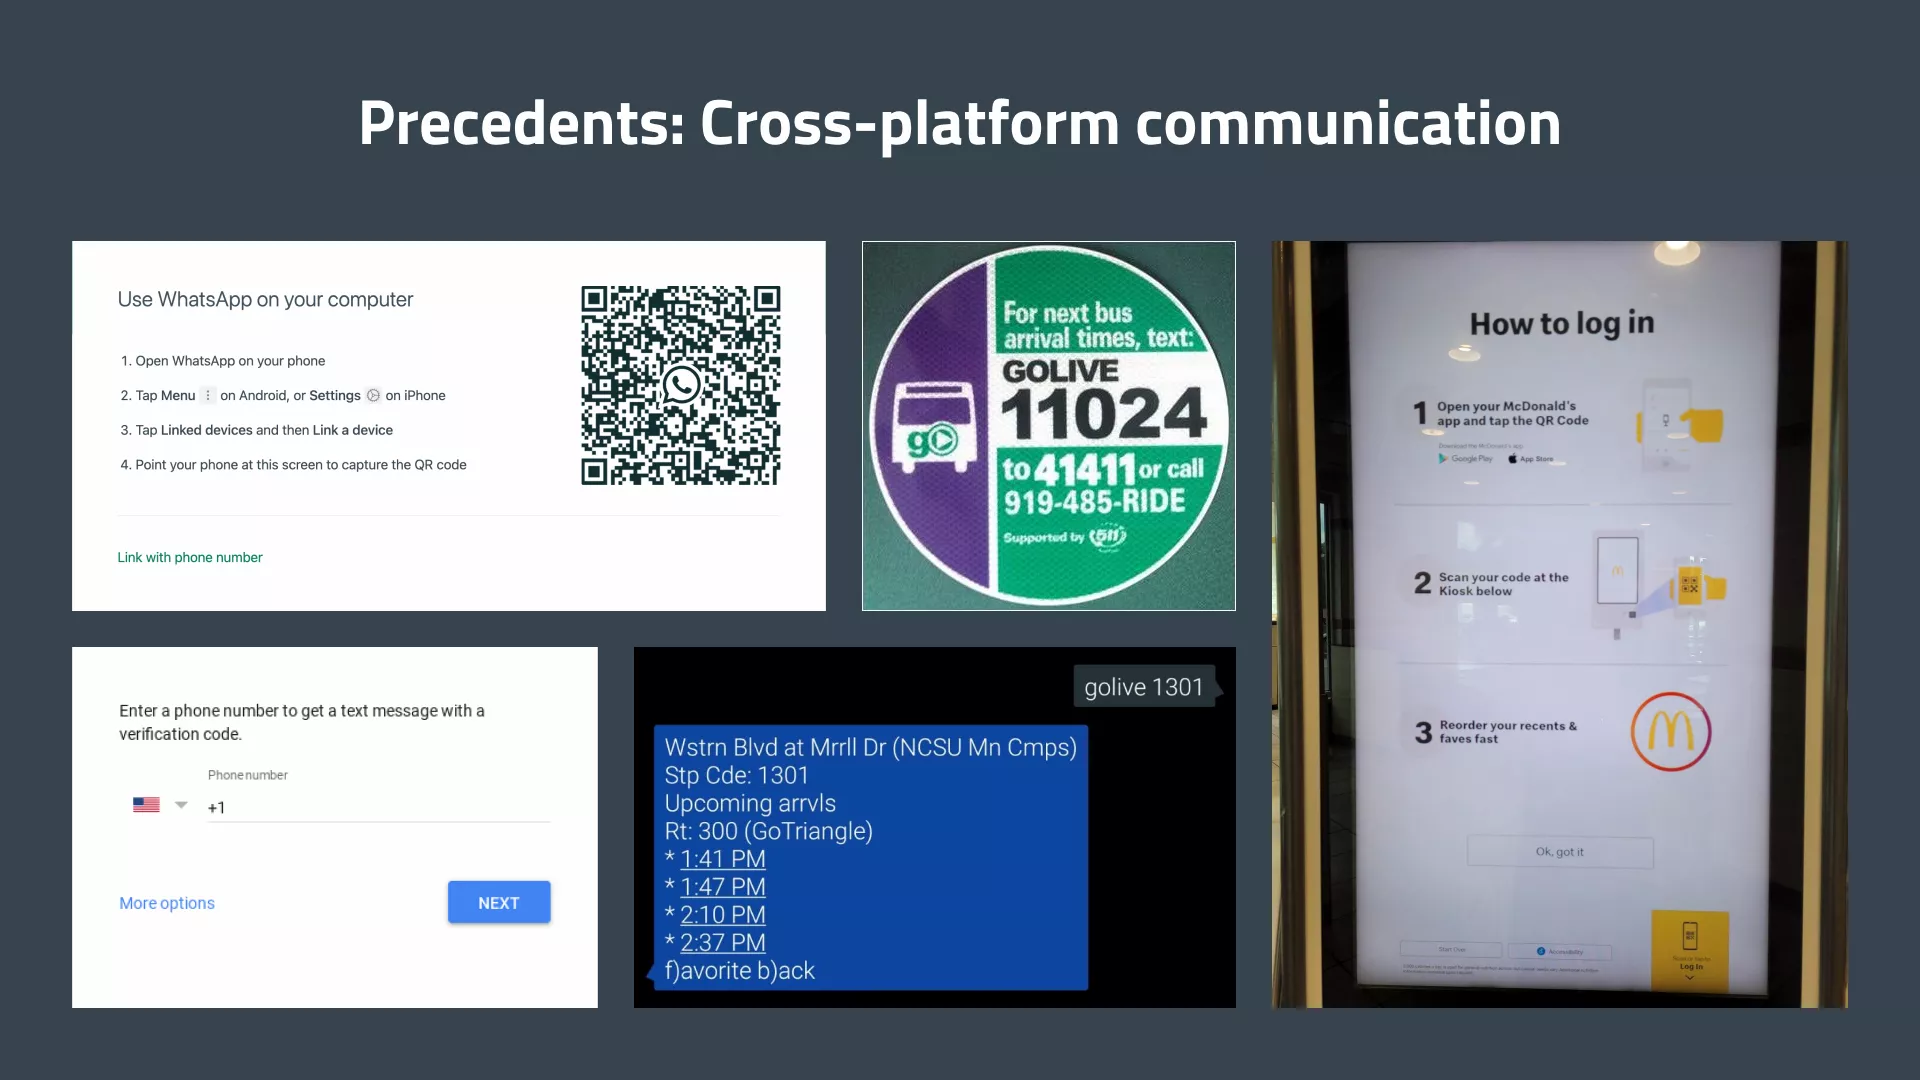 Precedents: Cross-platform communication
Use WhatsApp on your computer
1. Open WhatsApp on your phone
2. Tap Menu on Android, or Settings on iPhone
3. Tap Linked devices and then Link a device
4. Point your phone at this screen to capture the QR code
Link with phone number
For next bus
arrival times, text:
GOLIVE
11024
to 41411 or call
919-485-RIDE
Supported by 511
go
How to log in
1 Open your McDonald's
app and tap the QR Code
Download the McDonald's app
Google Play App Store
2 Scan your code at the
Kiosk below
3 Reorder your recents &
faves fast
Ok, got it
Start Over
Accessibility
Log In
Enter a phone number to get a text message with a
verification code.
Phone number
+1
More options
NEXT
golive 1301
Wstrn Blvd at Mrrll Dr (NCSU Mn Cmps)
Stp Cde: 1301
Upcoming arrvls
Rt: 300 (GoTriangle)
* 1:41 PM
* 1:47 PM
* 2:10 PM
* 2:37 PM
f)avorite b)ack